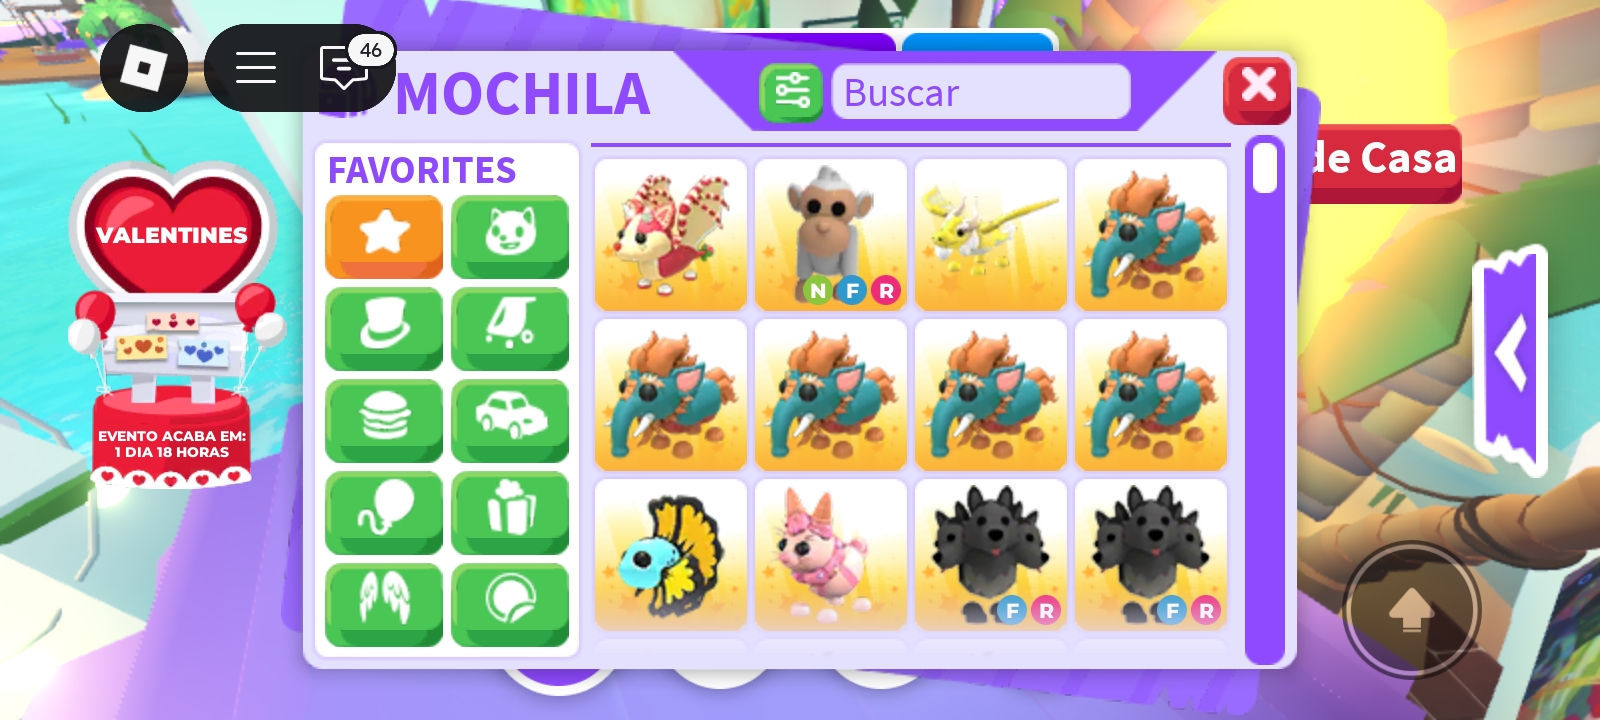 46
MOCHILA
Buscar
de Casa
FAVORITES
VALENTINES
EVENTO ACABA EM:
1 DIA 18 HORAS
N F R
F R
F R